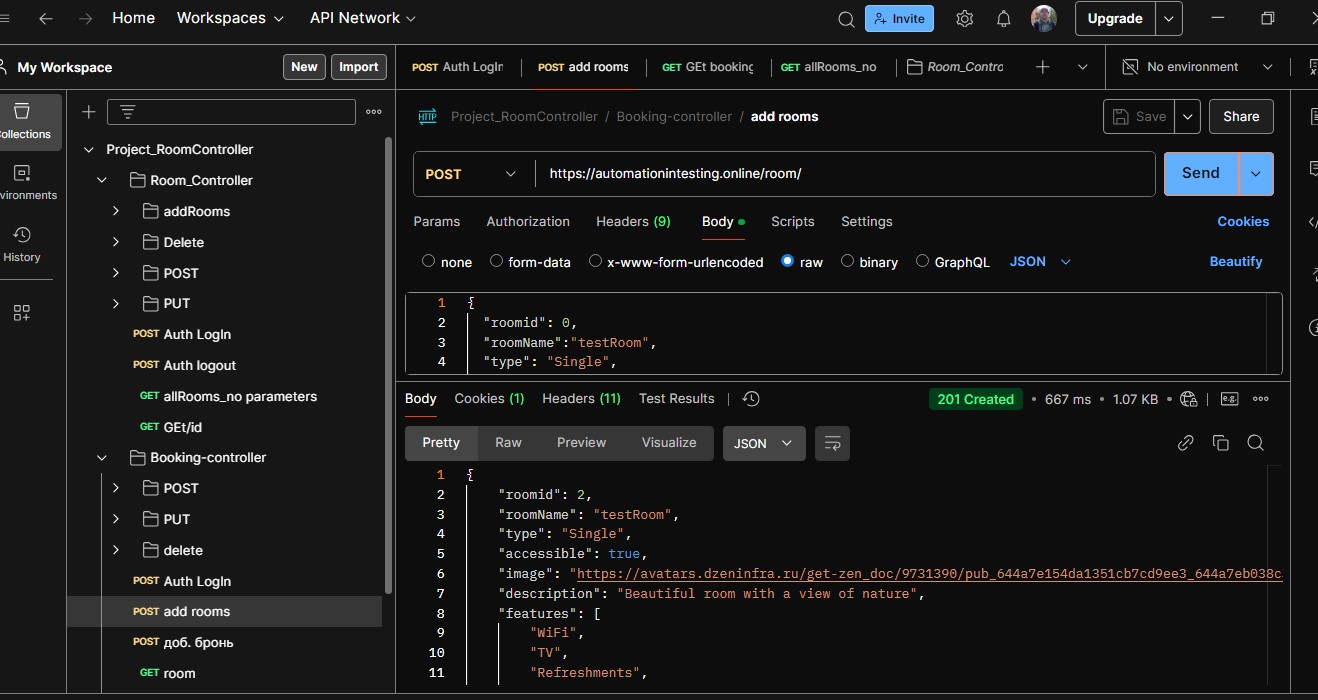 Home Workspaces API Network Invite Upgrade
My Workspace New Import
POST Auth LogIn POST add rooms GET GEt booking GET allRooms_no Room_Contro No environment
Collections
Environments
History
Project_RoomController
Room_Controller
addRooms
Delete
POST
PUT
POST Auth LogIn
POST Auth logout
GET allRooms_no parameters
GET GEt/id
Booking-controller
POST
PUT
delete
POST Auth LogIn
POST add rooms
POST доб. бронь
GET room
HTTP Project_RoomController / Booking-controller / add rooms Save Share
POST https://automationintesting.online/room/ Send
Params Authorization Headers (9) Body Scripts Settings Cookies
none form-data x-www-form-urlencoded raw binary GraphQL JSON Beautify
1 {
2 "roomid": 0,
3 "roomName":"testRoom",
4 "type": "Single",
Body Cookies (1) Headers (11) Test Results 201 Created • 667 ms • 1.07 KB • e.g.
Pretty Raw Preview Visualize JSON
1 {
2 "roomid": 2,
3 "roomName": "testRoom",
4 "type": "Single",
5 "accessible": true,
6 "image": "https://avatars.dzeninfra.ru/get-zen_doc/9731390/pub_644a7e154da1351cb7cd9ee3_644a7eb038c
7 "description": "Beautiful room with a view of nature",
8 "features": [
9 "WiFi",
10 "TV",
11 "Refreshments",